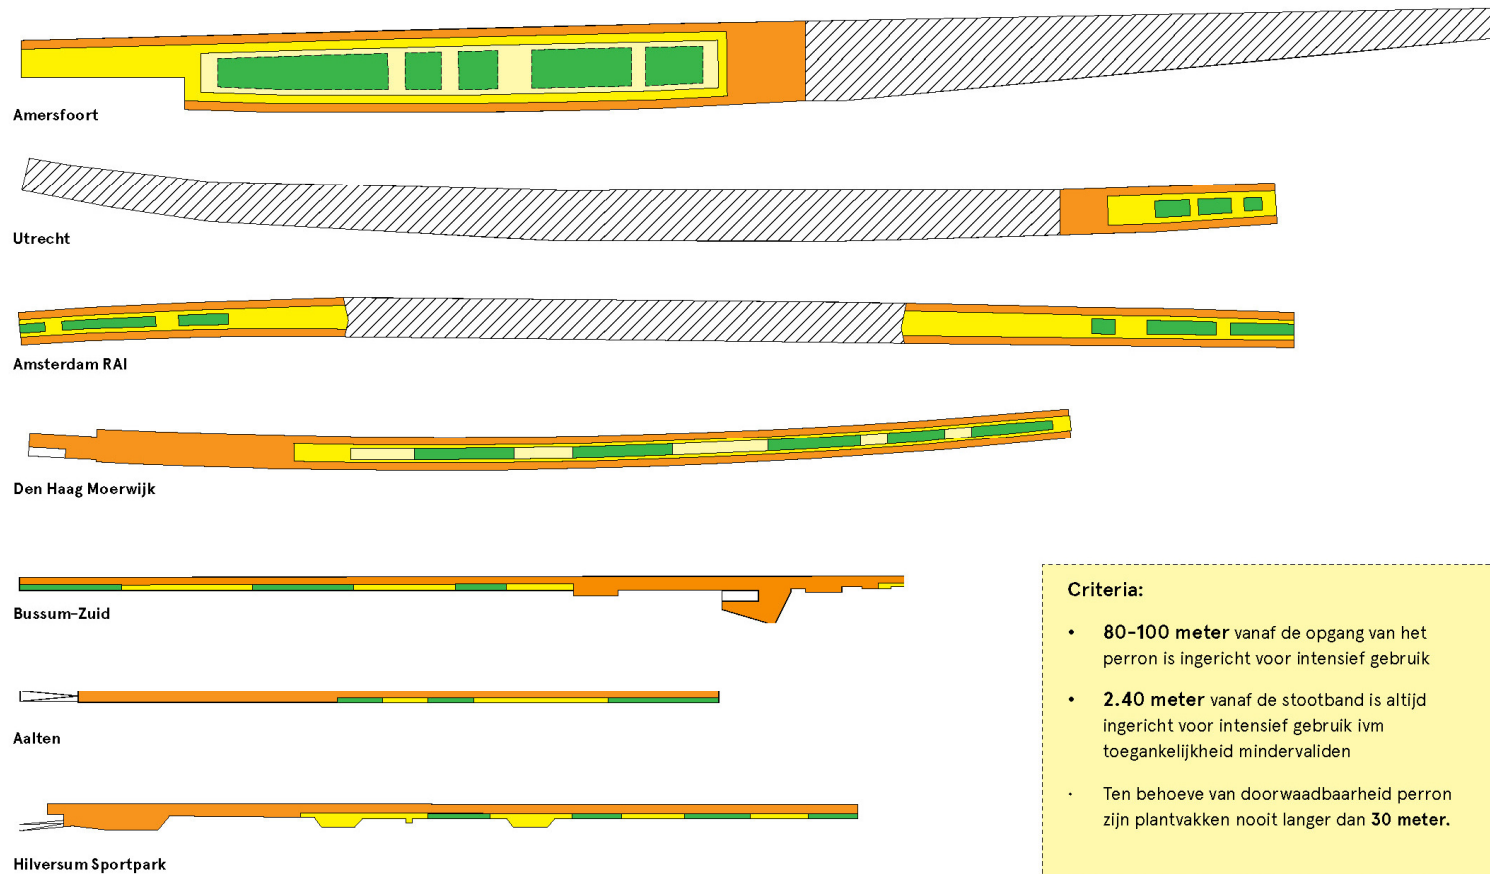 Amersfoort
Utrecht
Amsterdam RAI
Den Haag Moerwijk
Bussum-Zuid
Aalten
Hilversum Sportpark
Criteria:
• 80-100 meter vanaf de opgang van het
perron is ingericht voor intensief gebruik
• 2.40 meter vanaf de stootband is altijd
ingericht voor intensief gebruik ivm
toegankelijkheid mindervaliden
· Ten behoeve van doorwaadbaarheid perron
zijn plantvakken nooit langer dan 30 meter.